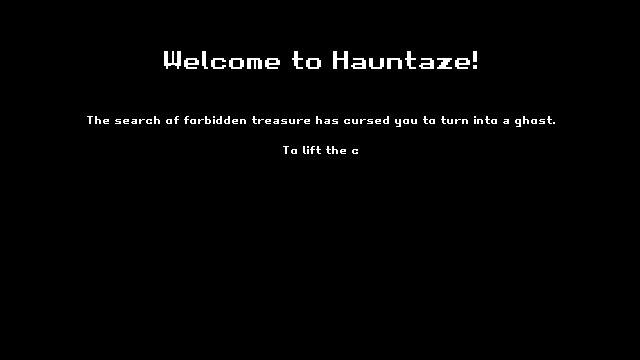 Welcome to Hauntaze!
The search of forbidden treasure has cursed you to turn into a ghost.
To lift the c